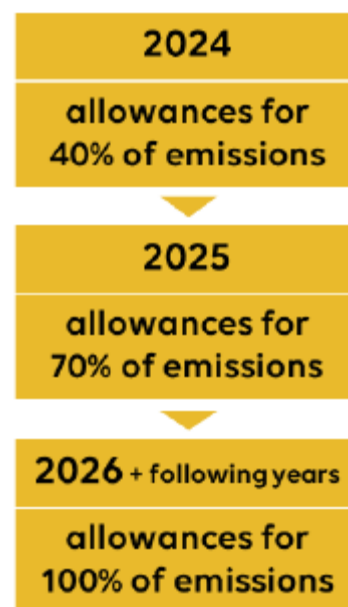 2024
allowances for
40% of emissions
2025
allowances for
70% of emissions
2026 + following years
allowances for
100% of emissions